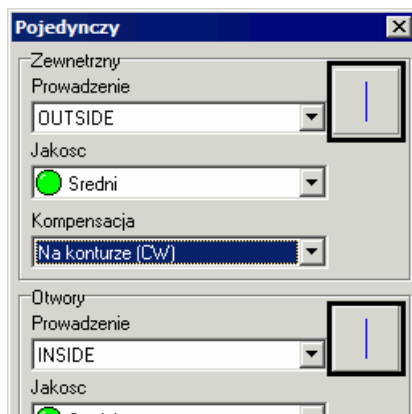 Pojedynczy
Zewnetrzny
Prowadzenie
OUTSIDE
Jakosc
Sredni
Kompensacja
Na konturze (CW)
Otwory
Prowadzenie
INSIDE
Jakosc